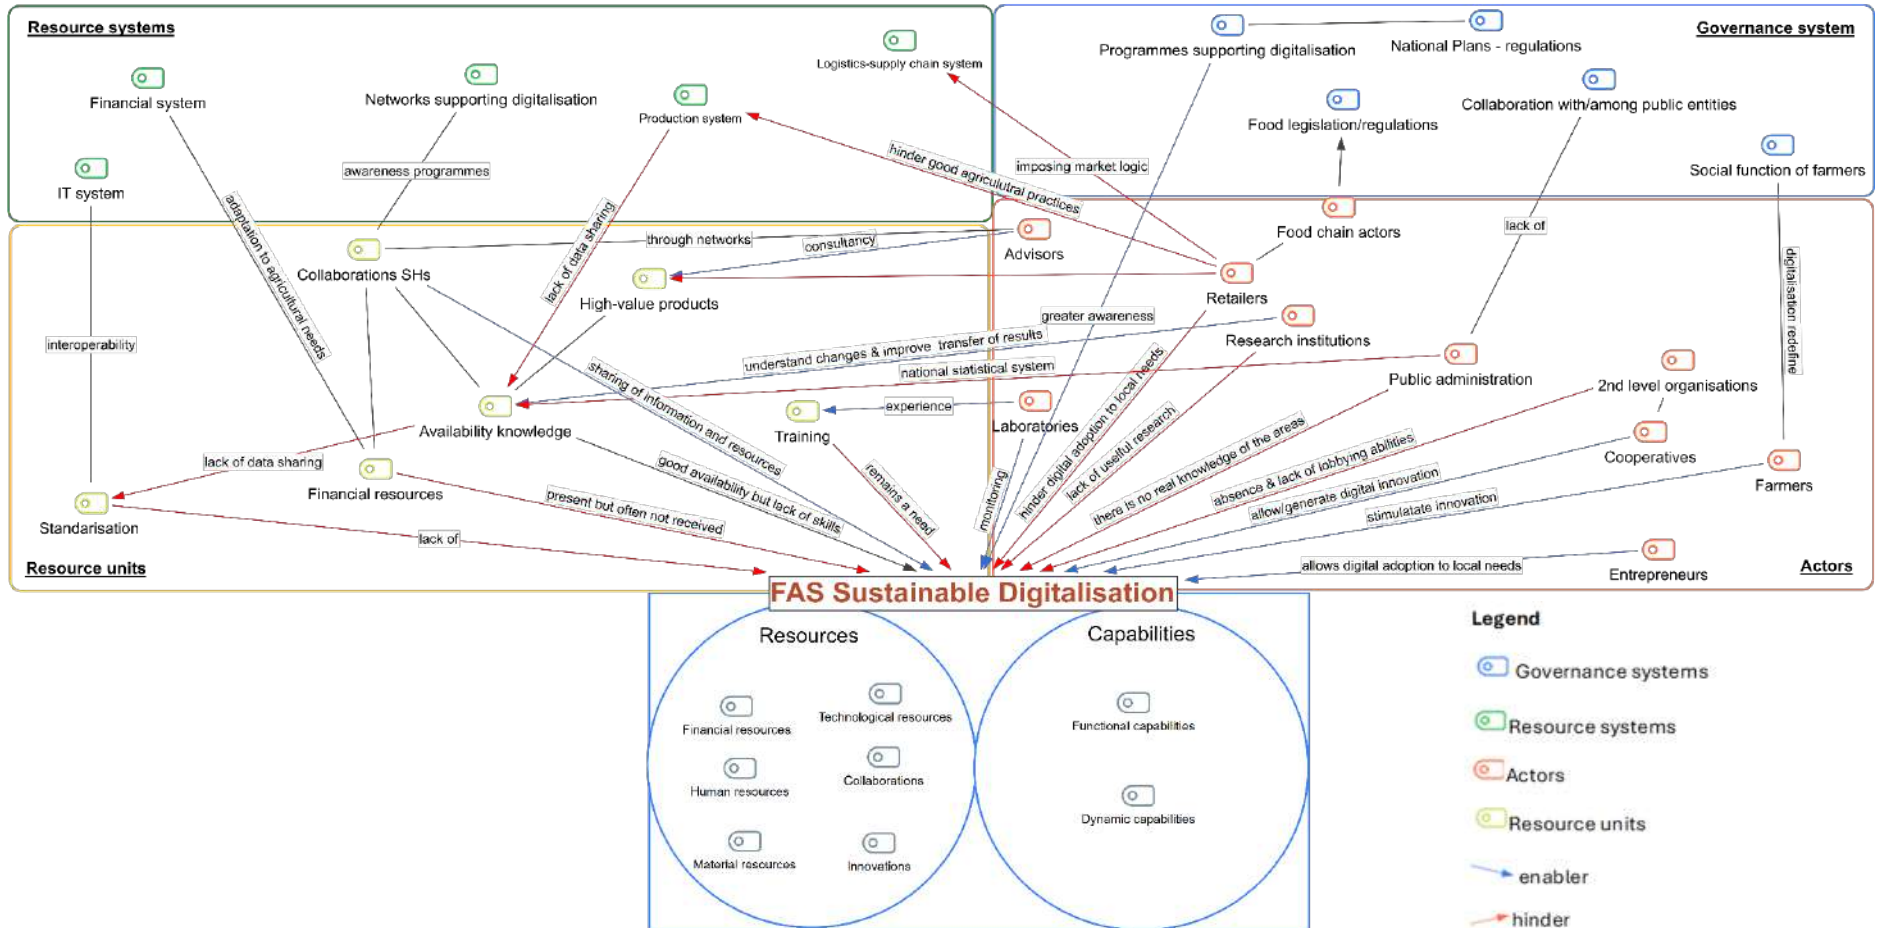 Resource systems
Governance system
Programmes supporting digitalisation
National Plans - regulations
Logistics-supply chain system
Financial system
Networks supporting digitalisation
Production system
Food legislation/regulations
Collaboration with/among public entities
Social function of farmers
IT system
awareness programmes
hinder good agriculutral practices
imposing market logic
adaptation to agricultural needs
lack of data sharing
through networks
consultancy
Advisors
Food chain actors
lack of
digitalisation redefine
Collaborations SHs
High-value products
Retailers
greater awareness
interoperability
understand changes & improve transfer of results
Research institutions
national statistical system
Public administration
2nd level organisations
sharing of information and resources
experience
Availability knowledge
Training
Laboratories
hinder digital adoption to local needs
lack of uselful research
there is no real knowledge of the areas
absence & lack of lobbying abilities
allow/generate digital innovation
stimulatate innovation
Cooperatives
Farmers
lack of data sharing
Financial resources
good availability but lack of skills
present but often not received
remains a need
monitoring
Standarisation
lack of
Resource units
allows digital adoption to local needs
Entrepreneurs
Actors
FAS Sustainable Digitalisation
Resources
Capabilities
Financial resources
Technological resources
Functional capabilities
Human resources
Collaborations
Dynamic capabilities
Material resources
Innovations
Legend
Governance systems
Resource systems
Actors
Resource units
enabler
hinder